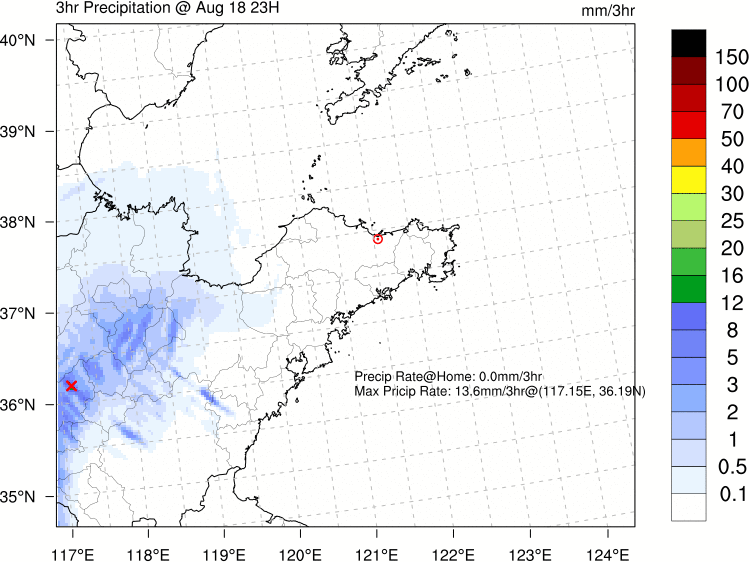 3hr Precipitation @ Aug 18 23H
mm/3hr
40°N
39°N
38°N
37°N
36°N
35°N
Precip Rate@Home: 0.0mm/3hr
Max Pricip Rate: 13.6mm/3hr@(117.15E, 36.19N)
117°E 118°E 119°E 120°E 121°E 122°E 123°E 124°E
150
100
70
50
40
30
25
20
16
12
8
5
3
2
1
0.5
0.1